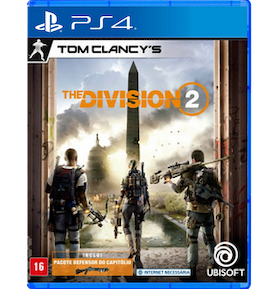 PS4
TOM CLANCY'S
THE DIVISION 2
INCLUI
PACOTE DEFENSOR DO CAPITÓLIO
16
INTERNET NECESSÁRIA
UBISOFT